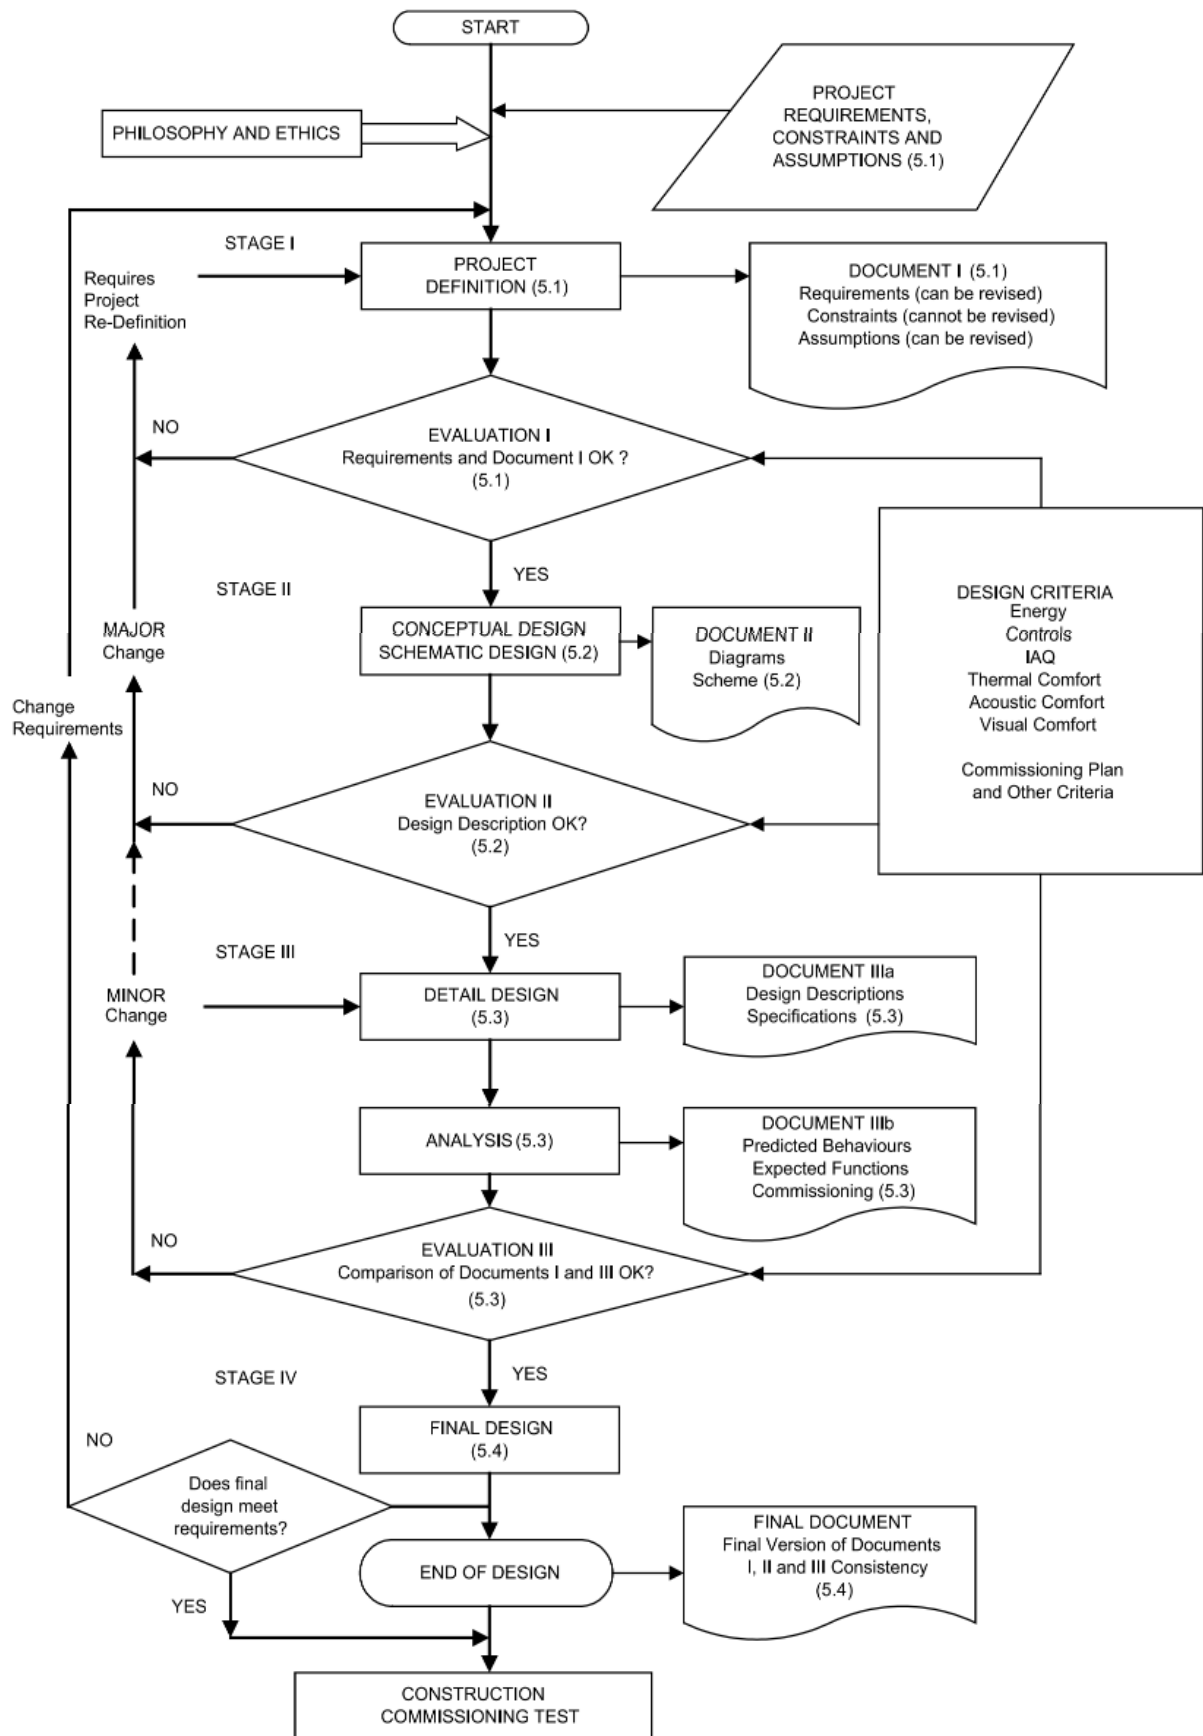 START
PROJECT
REQUIREMENTS,
CONSTRAINTS AND
ASSUMPTIONS (5.1)
PHILOSOPHY AND ETHICS
STAGE I
PROJECT
DEFINITION (5.1)
DOCUMENT I (5.1)
Requirements (can be revised)
Constraints (cannot be revised)
Assumptions (can be revised)
Requires
Project
Re-Definition
NO
EVALUATION I
Requirements and Document I OK ?
(5.1)
YES
STAGE II
CONCEPTUAL DESIGN
SCHEMATIC DESIGN (5.2)
DOCUMENT II
Diagrams
Scheme (5.2)
DESIGN CRITERIA
Energy
Controls
IAQ
Thermal Comfort
Acoustic Comfort
Visual Comfort
Commissioning Plan
and Other Criteria
MAJOR
Change
Change
Requirements
NO
EVALUATION II
Design Description OK?
(5.2)
YES
STAGE III
MINOR
Change
DETAIL DESIGN
(5.3)
DOCUMENT IIIa
Design Descriptions
Specifications (5.3)
ANALYSIS (5.3)
DOCUMENT IIIb
Predicted Behaviours
Expected Functions
Commissioning (5.3)
NO
EVALUATION III
Comparison of Documents I and III OK?
(5.3)
YES
STAGE IV
FINAL DESIGN
(5.4)
NO
Does final
design meet
requirements?
YES
END OF DESIGN
FINAL DOCUMENT
Final Version of Documents
I, II and III Consistency
(5.4)
CONSTRUCTION
COMMISSIONING TEST